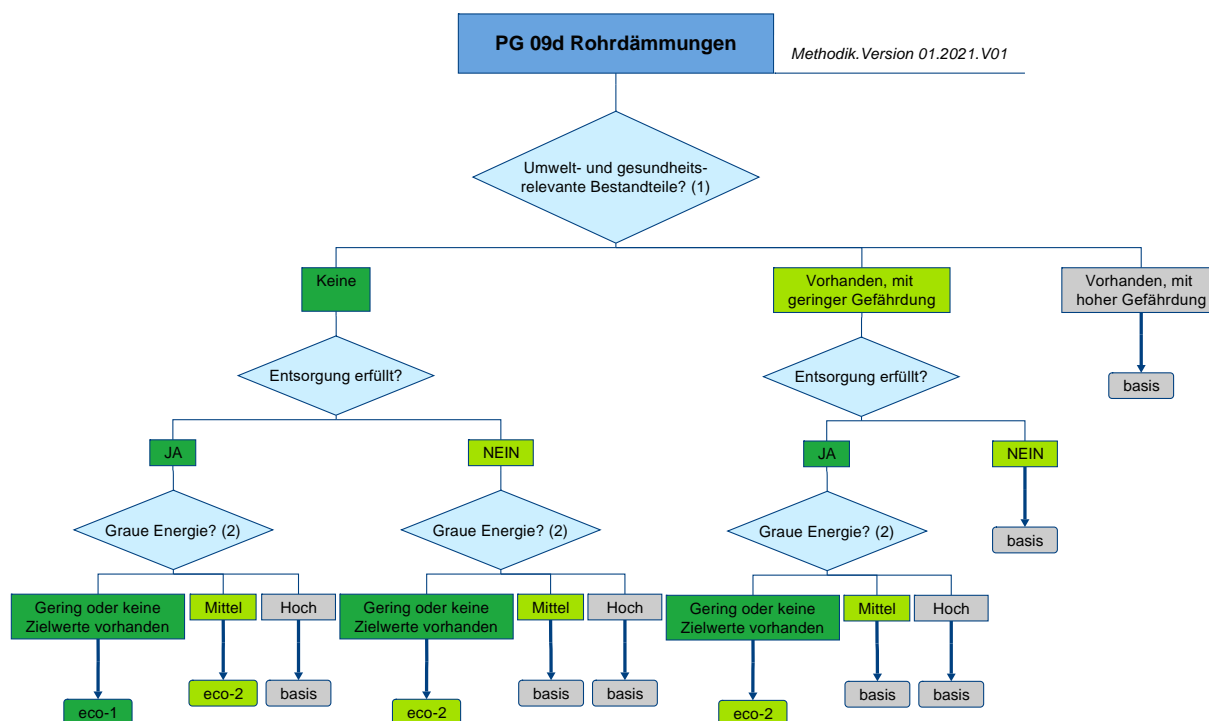 PG 09d Rohrdämmungen
Methodik.Version 01.2021.V01
Umwelt- und gesundheits-
relevante Bestandteile? (1)
Keine
Vorhanden, mit
geringer Gefährdung
Vorhanden, mit
hoher Gefährdung
Entsorgung erfüllt?
Entsorgung erfüllt?
basis
JA
NEIN
JA
NEIN
Graue Energie? (2)
Graue Energie? (2)
Graue Energie? (2)
basis
Gering oder keine
Zielwerte vorhanden
Mittel
Hoch
Gering oder keine
Zielwerte vorhanden
Mittel
Hoch
Gering oder keine
Zielwerte vorhanden
Mittel
Hoch
eco-1
eco-2
basis
eco-2
basis
basis
eco-2
basis
basis